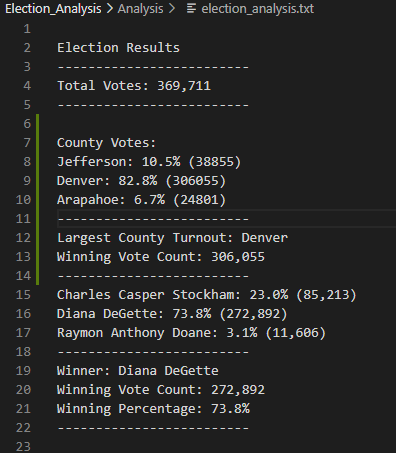 Election_Analysis > Analysis > election_analysis.txt
1
2 Election Results
3 -------------------------
4 Total Votes: 369,711
5 -------------------------
6
7 County Votes:
8 Jefferson: 10.5% (38855)
9 Denver: 82.8% (306055)
10 Arapahoe: 6.7% (24801)
11 -------------------------
12 Largest County Turnout: Denver
13 Winning Vote Count: 306,055
14 -------------------------
15 Charles Casper Stockham: 23.0% (85,213)
16 Diana DeGette: 73.8% (272,892)
17 Raymon Anthony Doane: 3.1% (11,606)
18 -------------------------
19 Winner: Diana DeGette
20 Winning Vote Count: 272,892
21 Winning Percentage: 73.8%
22 -------------------------
23